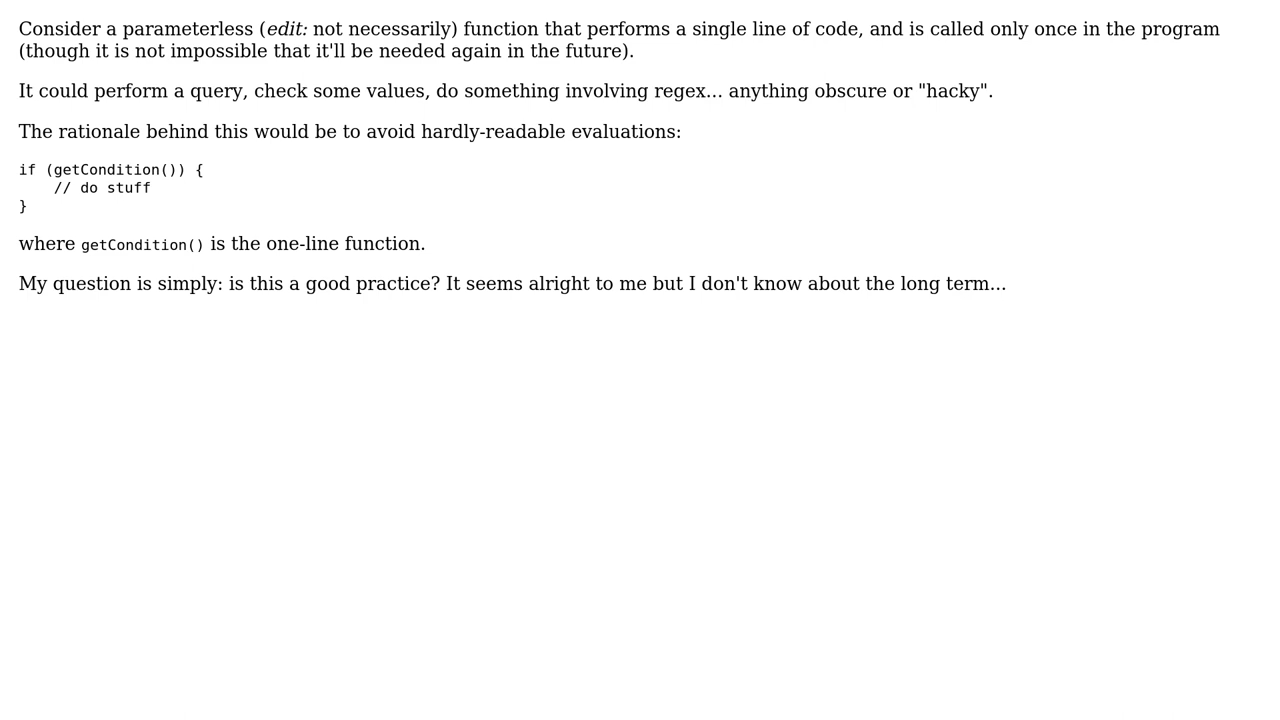 Consider a parameterless (edit: not necessarily) function that performs a single line of code, and is called only once in the program
(though it is not impossible that it'll be needed again in the future).
It could perform a query, check some values, do something involving regex... anything obscure or "hacky".
The rationale behind this would be to avoid hardly-readable evaluations:
if (getCondition()) {
    // do stuff
}
where getCondition() is the one-line function.
My question is simply: is this a good practice? It seems alright to me but I don't know about the long term...